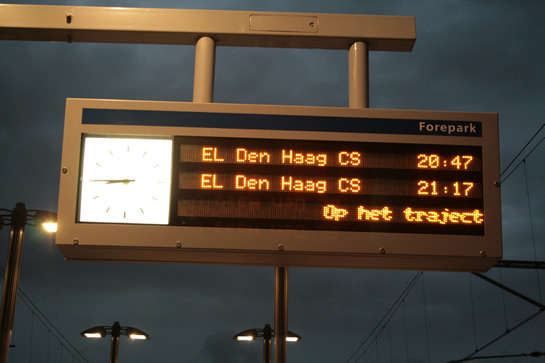 Forepark
EL Den Haag CS 20:47
EL Den Haag CS 21:17
Op het traject